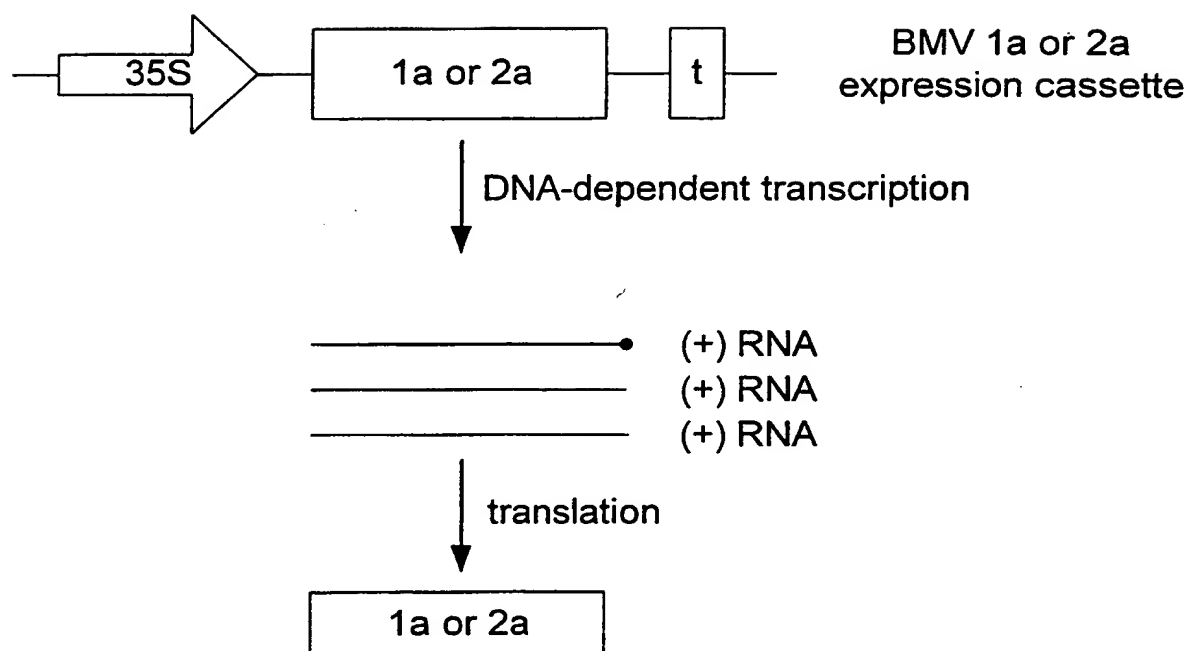 35S
1a or 2a
t
BMV 1a or 2a
expression cassette
DNA-dependent transcription
(+) RNA
(+) RNA
(+) RNA
translation
1a or 2a